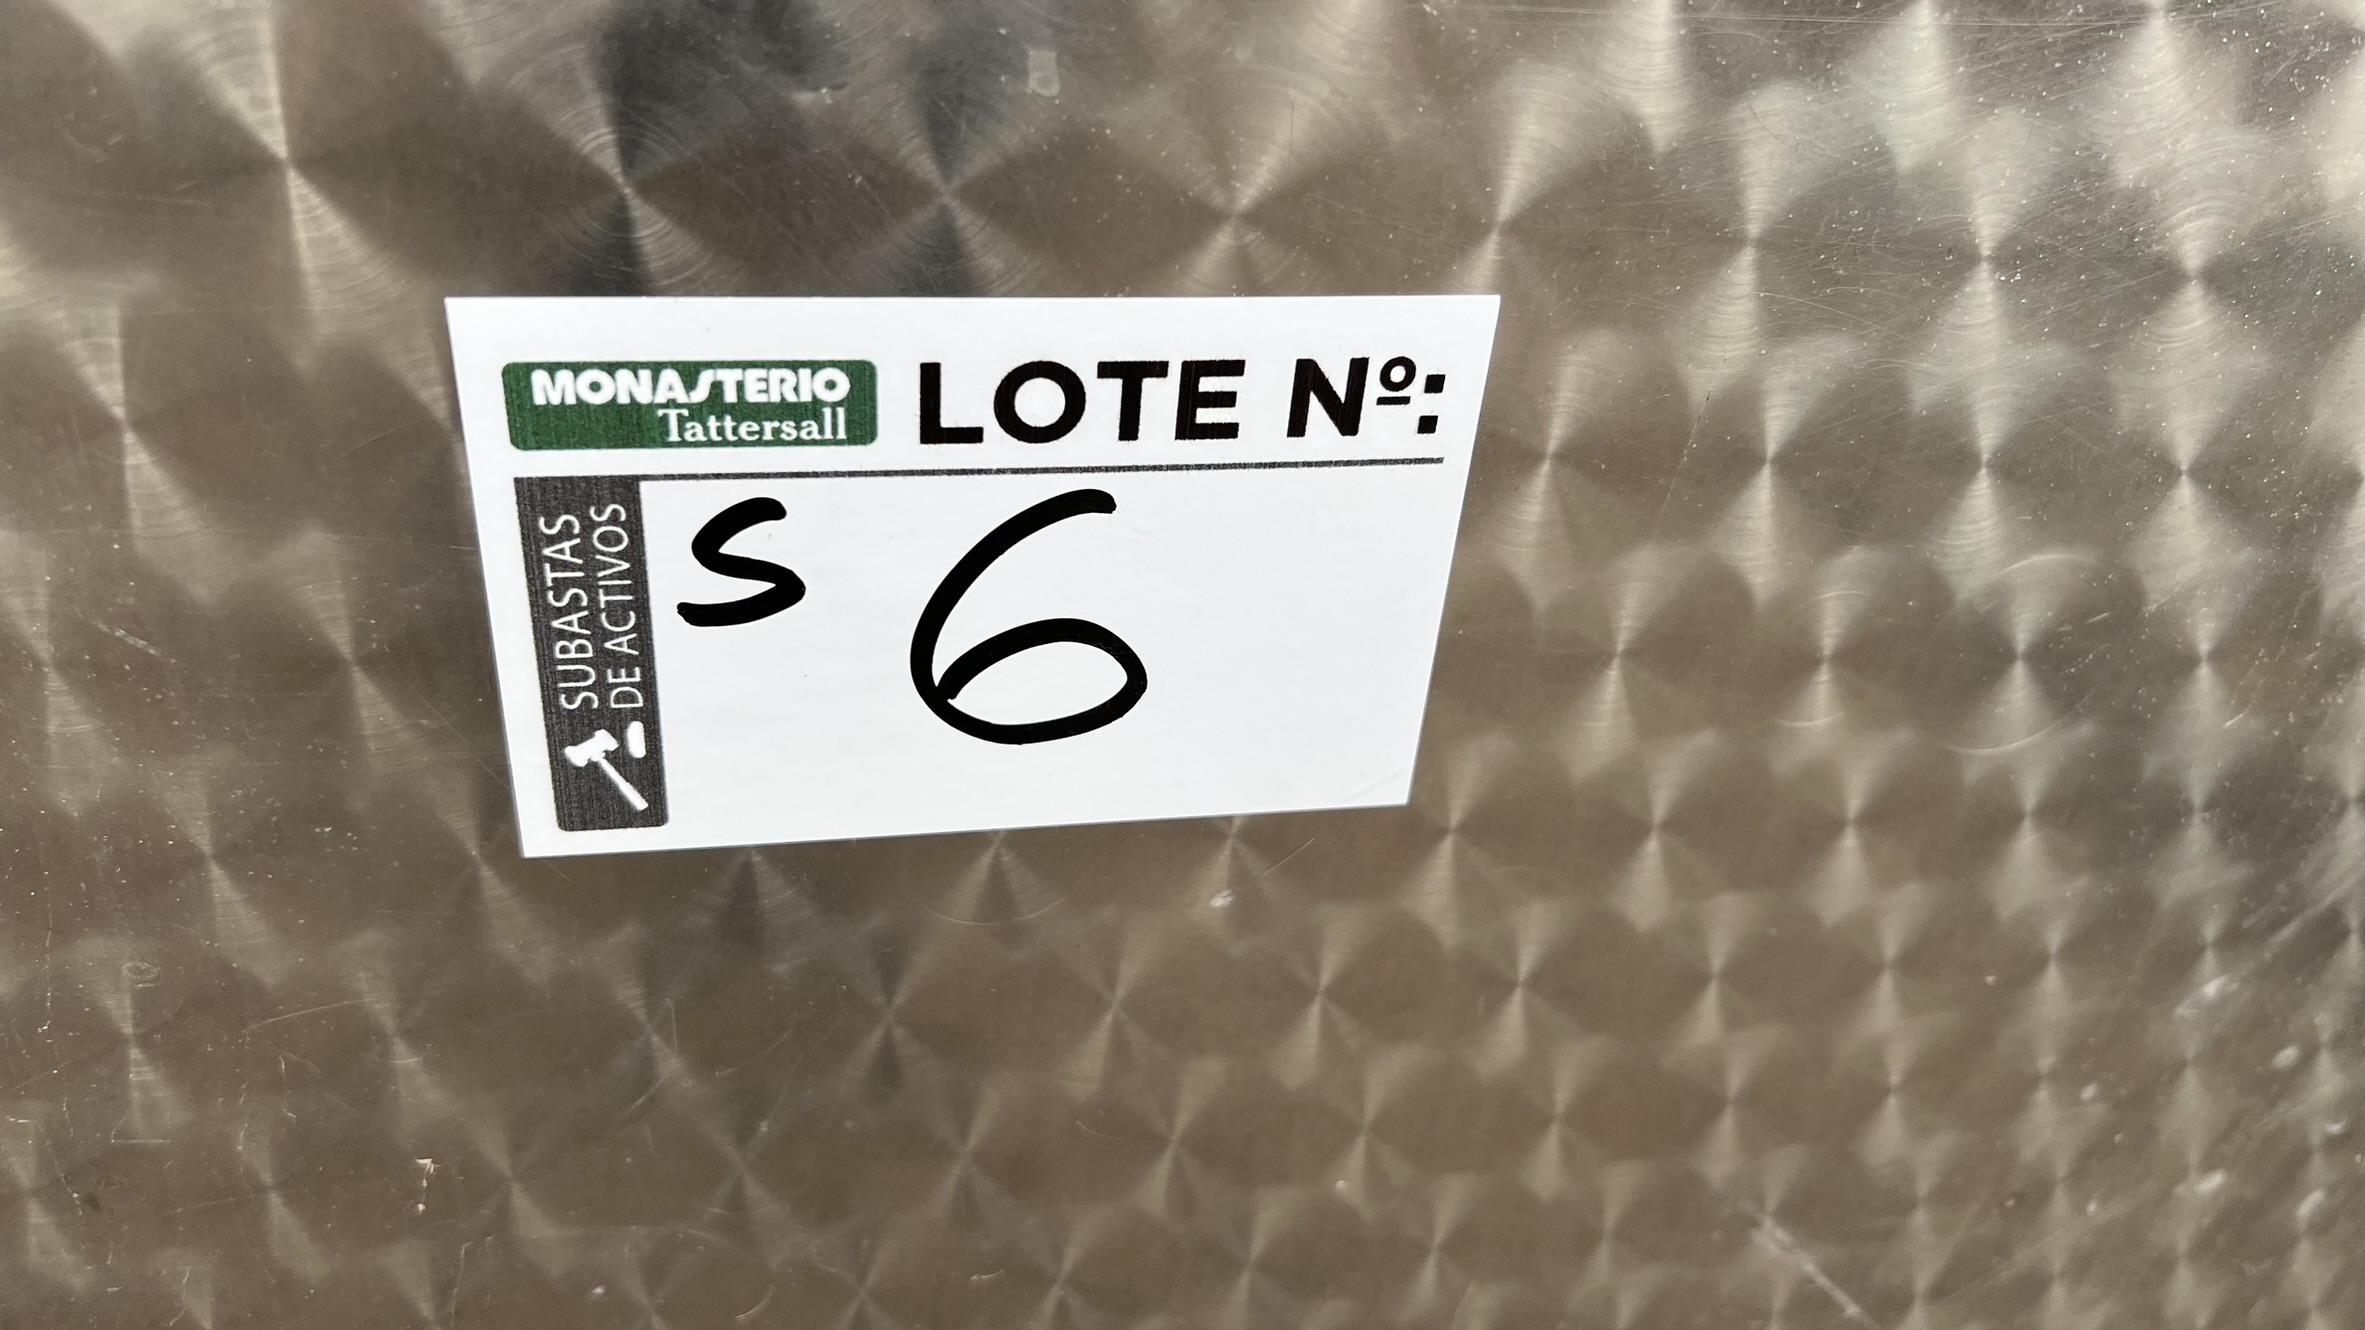 MONASTERIO
Tattersall
LOTE Nº:
SUBASTAS
DE ACTIVOS
S 6